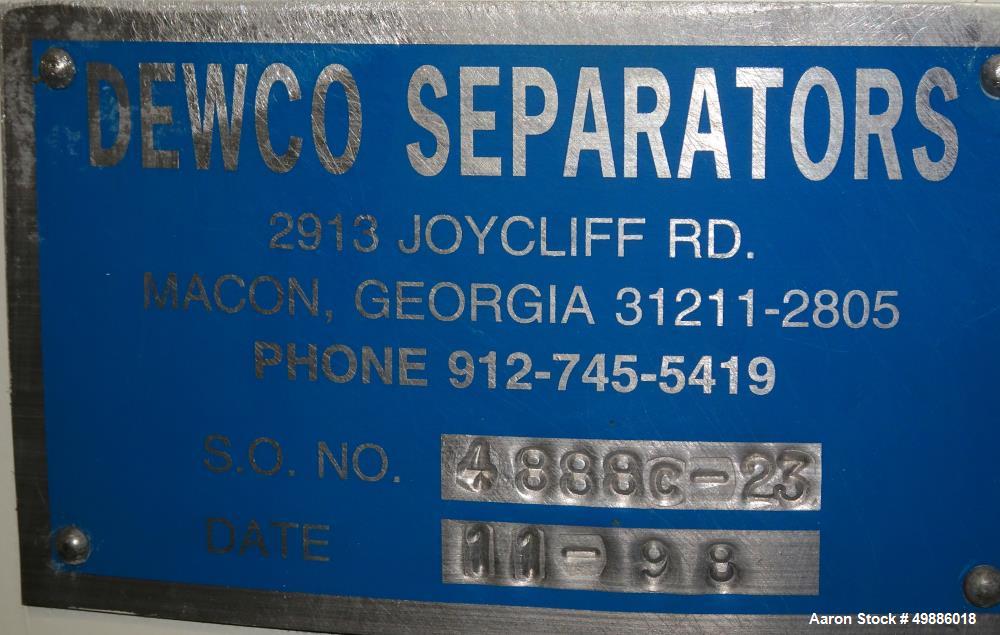 DEWCO SEPARATORS
2913 JOYCLIFF RD.
MACON, GEORGIA 31211-2805
PHONE 912-745-5419
S.O. NO. 4888C-23
DATE 11-98
Aaron Stock # 49886018